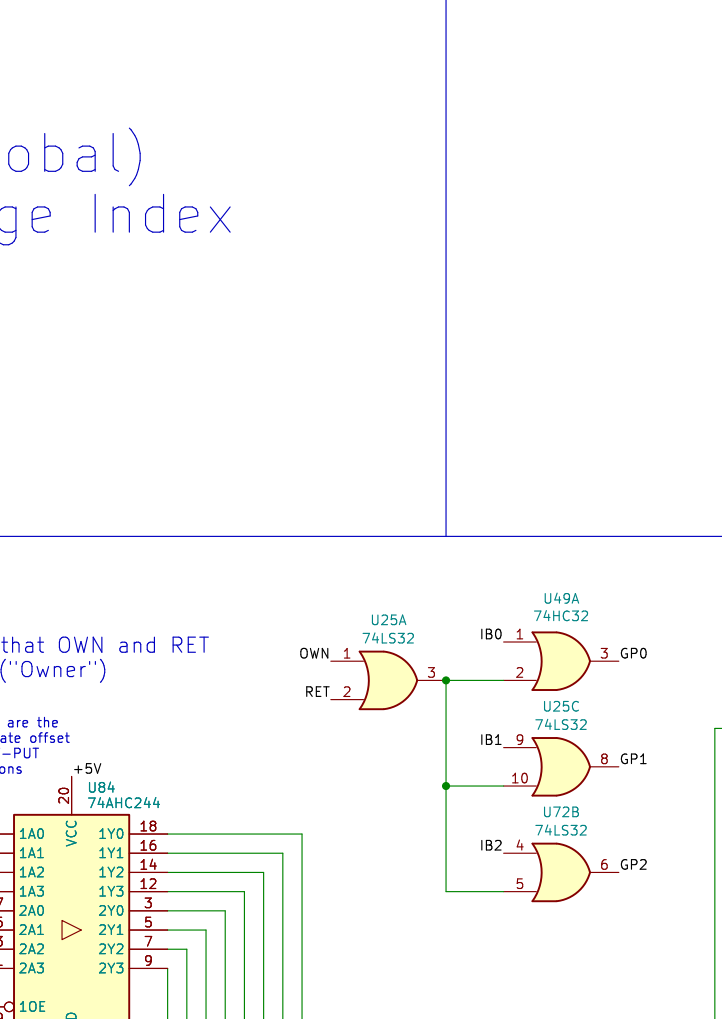 obal)
ge Index
that OWN and RET
("Owner")
are the
ate offset
-PUT
ons
+5V
U84
74AHC244
20
VCC
1A0
1A1
1A2
1A3
2A0
2A1
2A2
2A3
1OE
1Y0 18
1Y1 16
1Y2 14
1Y3 12
2Y0 3
2Y1 5
2Y2 7
2Y3 9
U25A
74LS32
OWN 1
RET 2
3
U49A
74HC32
IB0 1
2
3 GP0
U25C
74LS32
IB1 9
10
8 GP1
U72B
74LS32
IB2 4
5
6 GP2